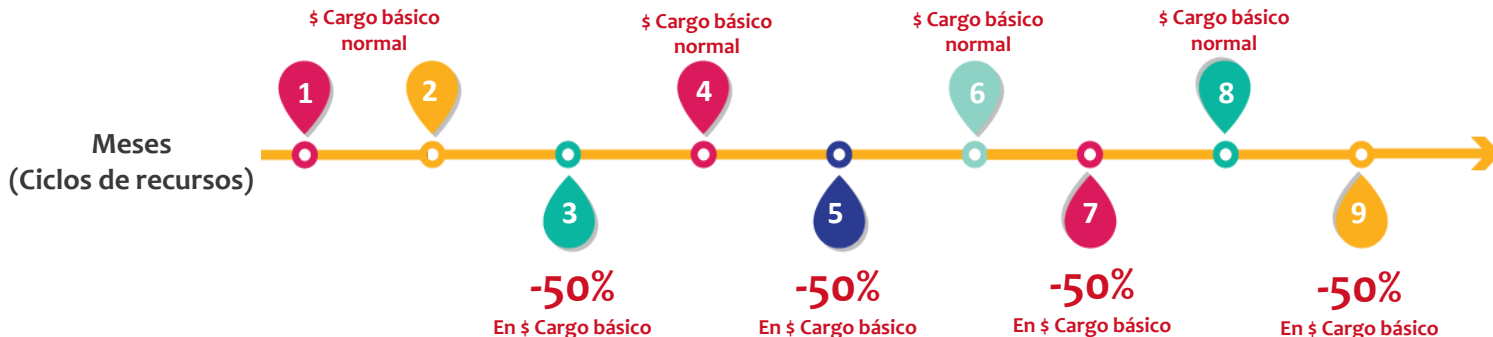 $ Cargo básico
normal
$ Cargo básico
normal
$ Cargo básico
normal
$ Cargo básico
normal
1
2
4
6
8
Meses
(Ciclos de recursos)
3
5
7
9
-50%
En $ Cargo básico
-50%
En $ Cargo básico
-50%
En $ Cargo básico
-50%
En $ Cargo básico